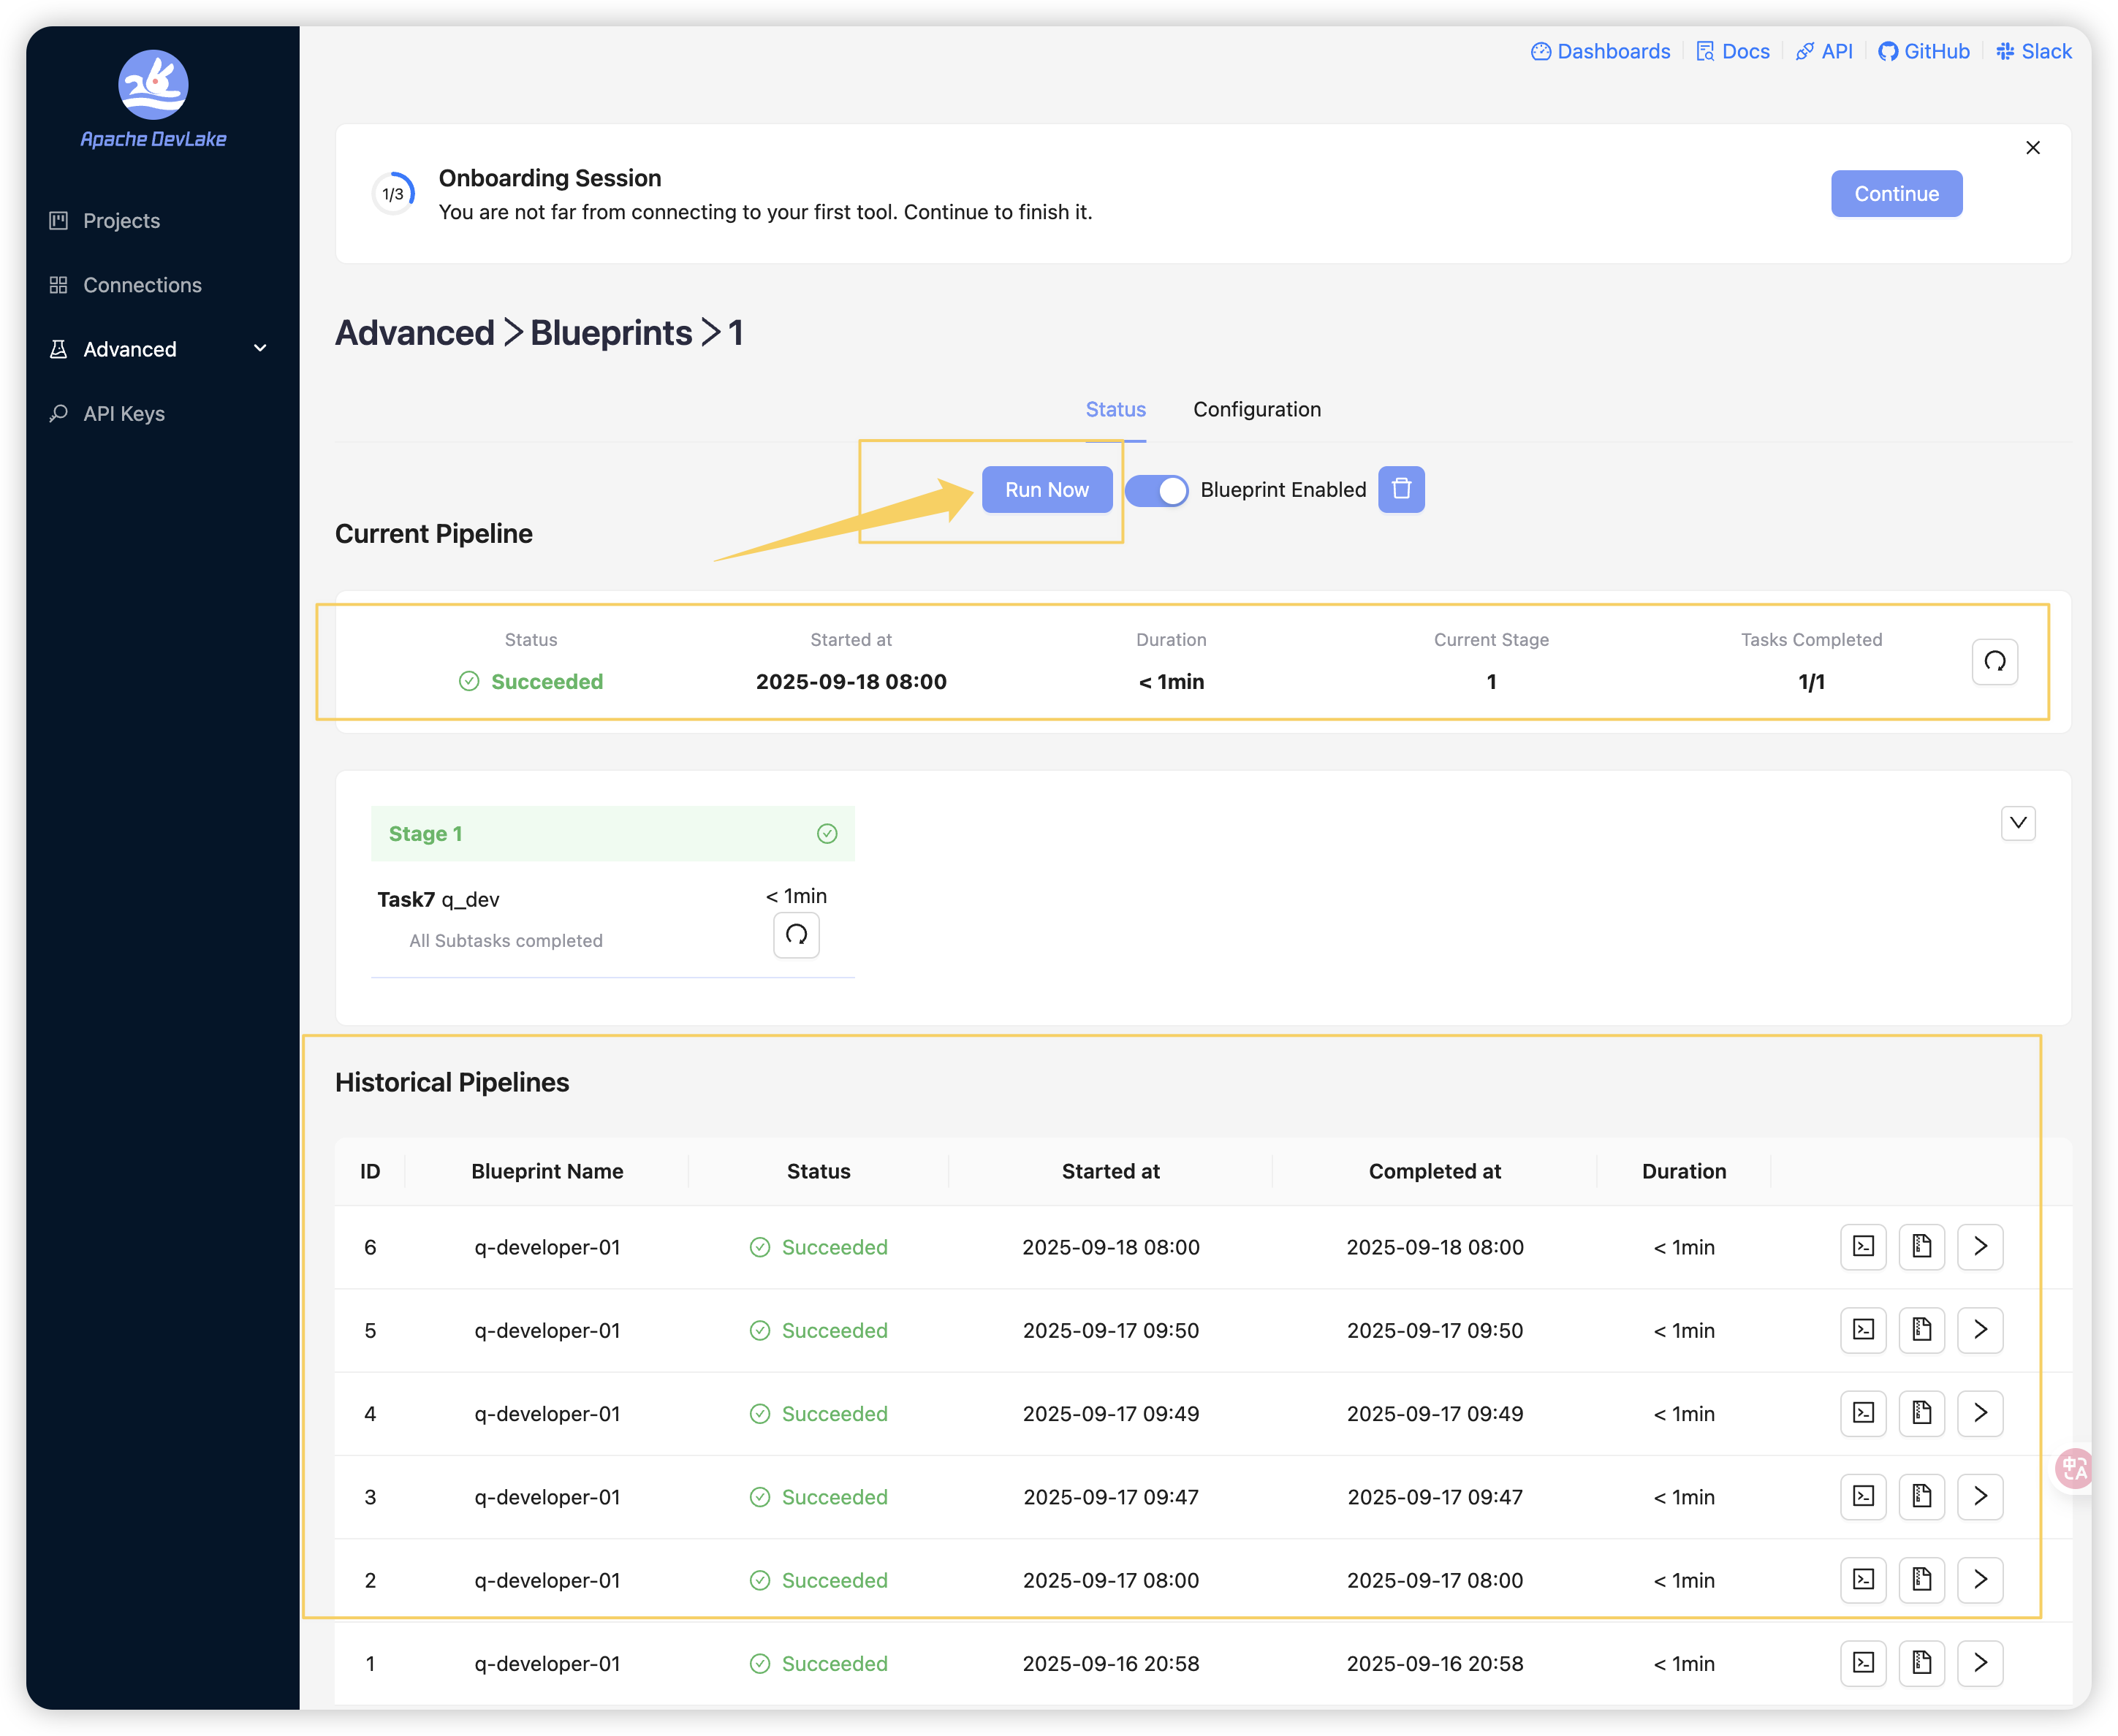 Apache DevLake
Projects
Connections
Advanced
API Keys
Dashboards
Docs
API
GitHub
Slack
1/3
Onboarding Session
You are not far from connecting to your first tool. Continue to finish it.
Continue
Advanced > Blueprints > 1
Status Configuration
Run Now Blueprint Enabled
Current Pipeline
Status Started at Duration Current Stage Tasks Completed
Succeeded 2025-09-18 08:00 < 1min 1 1/1
Stage 1
Task7 q_dev < 1min
All Subtasks completed
Historical Pipelines
ID Blueprint Name Status Started at Completed at Duration
6 q-developer-01 Succeeded 2025-09-18 08:00 2025-09-18 08:00 < 1min
5 q-developer-01 Succeeded 2025-09-17 09:50 2025-09-17 09:50 < 1min
4 q-developer-01 Succeeded 2025-09-17 09:49 2025-09-17 09:49 < 1min
3 q-developer-01 Succeeded 2025-09-17 09:47 2025-09-17 09:47 < 1min
2 q-developer-01 Succeeded 2025-09-17 08:00 2025-09-17 08:00 < 1min
1 q-developer-01 Succeeded 2025-09-16 20:58 2025-09-16 20:58 < 1min